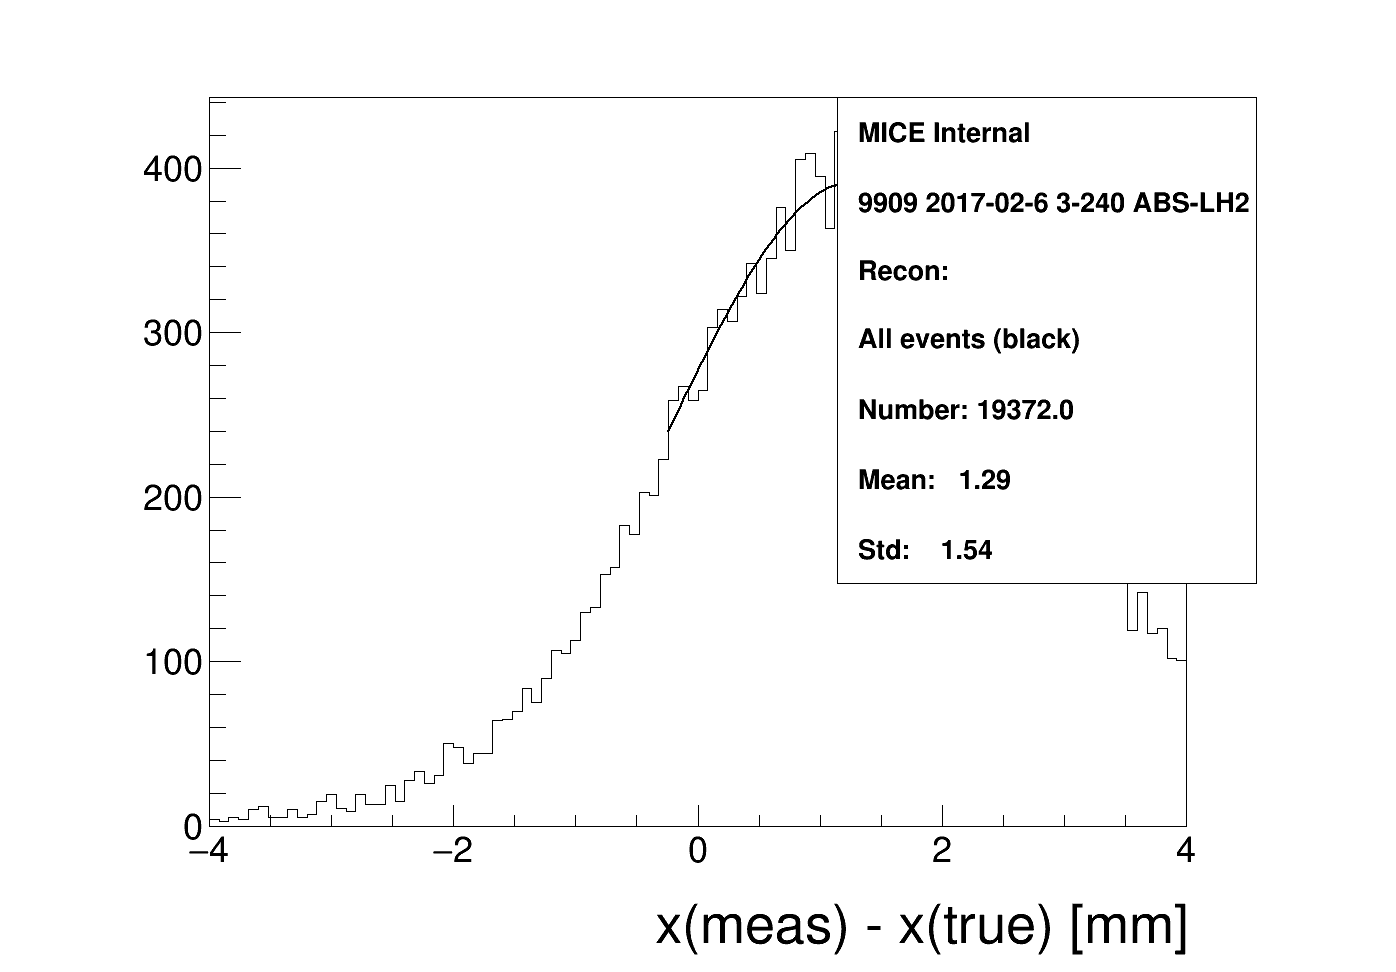 MICE Internal
9909 2017-02-6 3-240 ABS-LH2
Recon:
All events (black)
Number: 19372.0
Mean: 1.29
Std: 1.54
400
300
200
100
0
−4 −2 0 2 4
x(meas) - x(true) [mm]